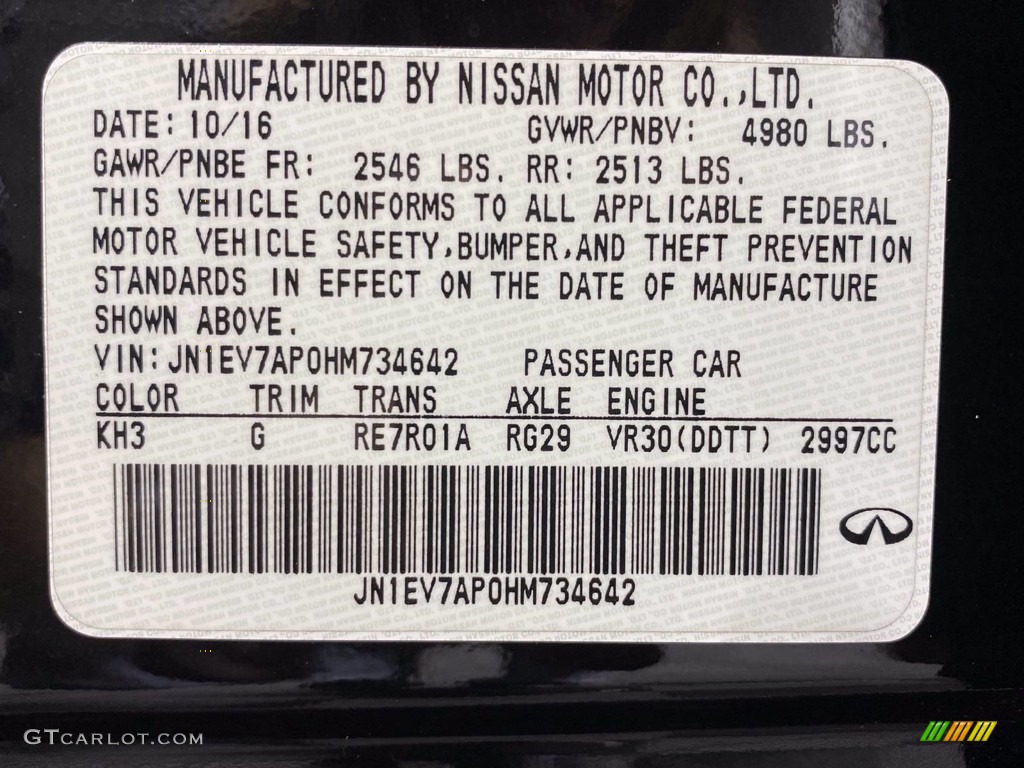 MANUFACTURED BY NISSAN MOTOR CO.,LTD.
DATE: 10/16 GVWR/PNBV: 4980 LBS.
GAWR/PNBE FR: 2546 LBS. RR: 2513 LBS.
THIS VEHICLE CONFORMS TO ALL APPLICABLE FEDERAL
MOTOR VEHICLE SAFETY,BUMPER,AND THEFT PREVENTION
STANDARDS IN EFFECT ON THE DATE OF MANUFACTURE
SHOWN ABOVE.
VIN:JN1EV7AP0HM734642 PASSENGER CAR
COLOR TRIM TRANS AXLE ENGINE
KH3 G RE7R01A RG29 VR30(DDTT) 2997CC
JN1EV7AP0HM734642
GTCARLOT.COM